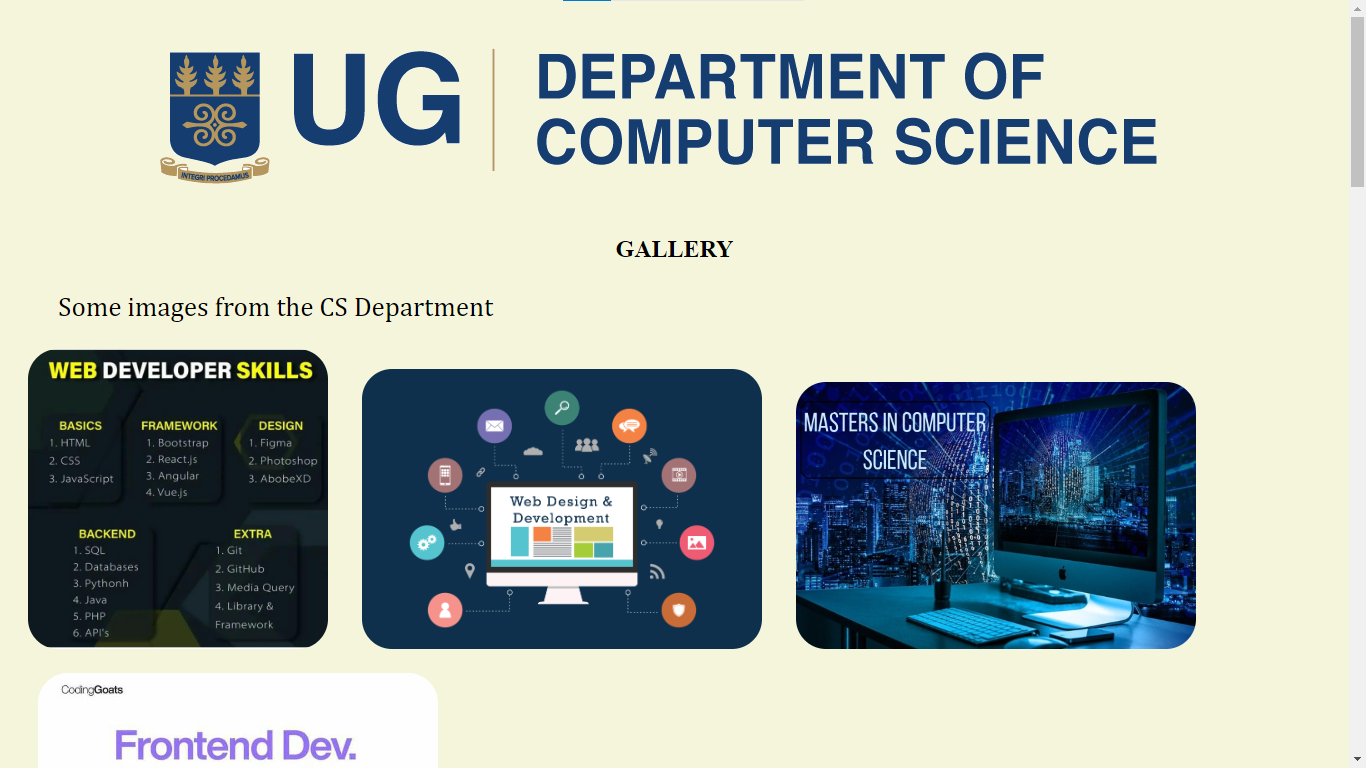 UG
DEPARTMENT OF
COMPUTER SCIENCE
INTEGRI PROCEDAMUS
GALLERY
Some images from the CS Department
WEB DEVELOPER SKILLS
BASICS
1. HTML
2. CSS
3. JavaScript
FRAMEWORK
1. Bootstrap
2. React.js
3. Angular
4. Vue.js
DESIGN
1. Figma
2. Photoshop
3. AbobeXD
BACKEND
1. SQL
2. Databases
3. Pythonh
4. Java
5. PHP
6. API's
EXTRA
1. Git
2. GitHub
3. Media Query
4. Library &
Framework
Web Design &
Development
MASTERS IN COMPUTER
SCIENCE
CodingGoats
Frontend Dev.